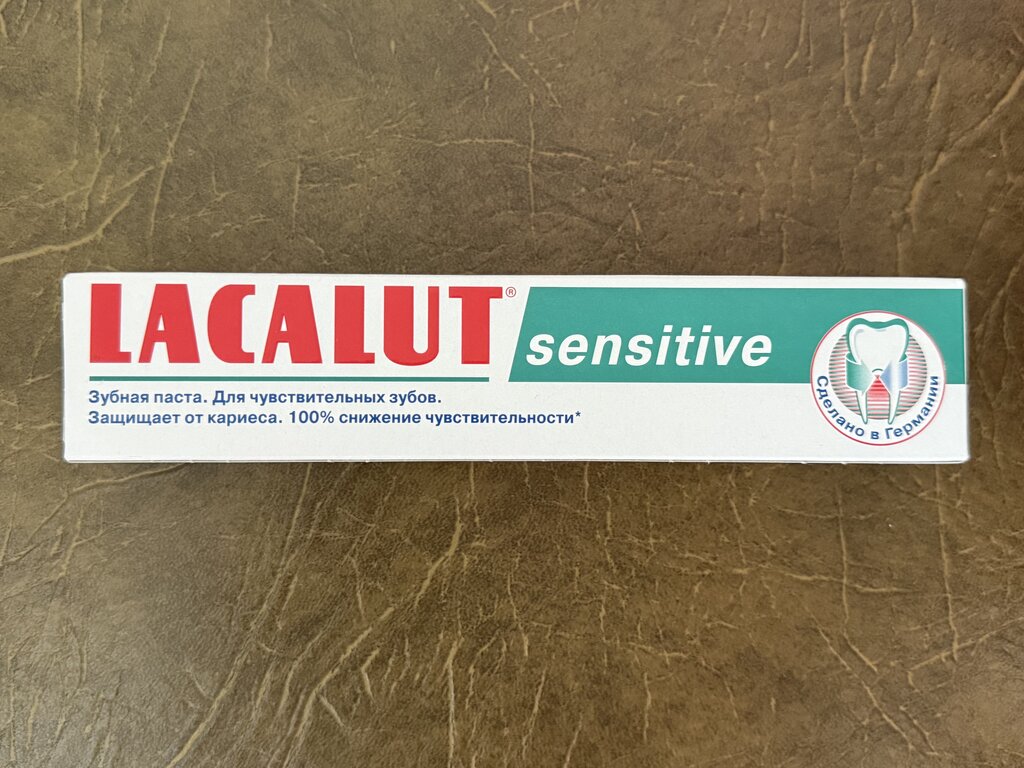 LACALUT®
sensitive
Зубная паста. Для чувствительных зубов.
Защищает от кариеса. 100% снижение чувствительности*
Сделано в Германии